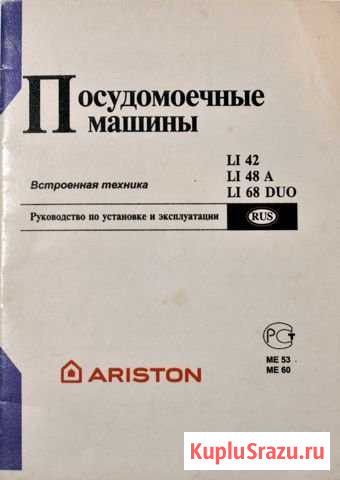 Посудомоечные
машины
LI 42
LI 48 A
LI 68 DUO
Встроенная техника
Руководство по установке и эксплуатации
RUS
РСТ
ME 53
ME 60
ARISTON
KupluSrazu.ru